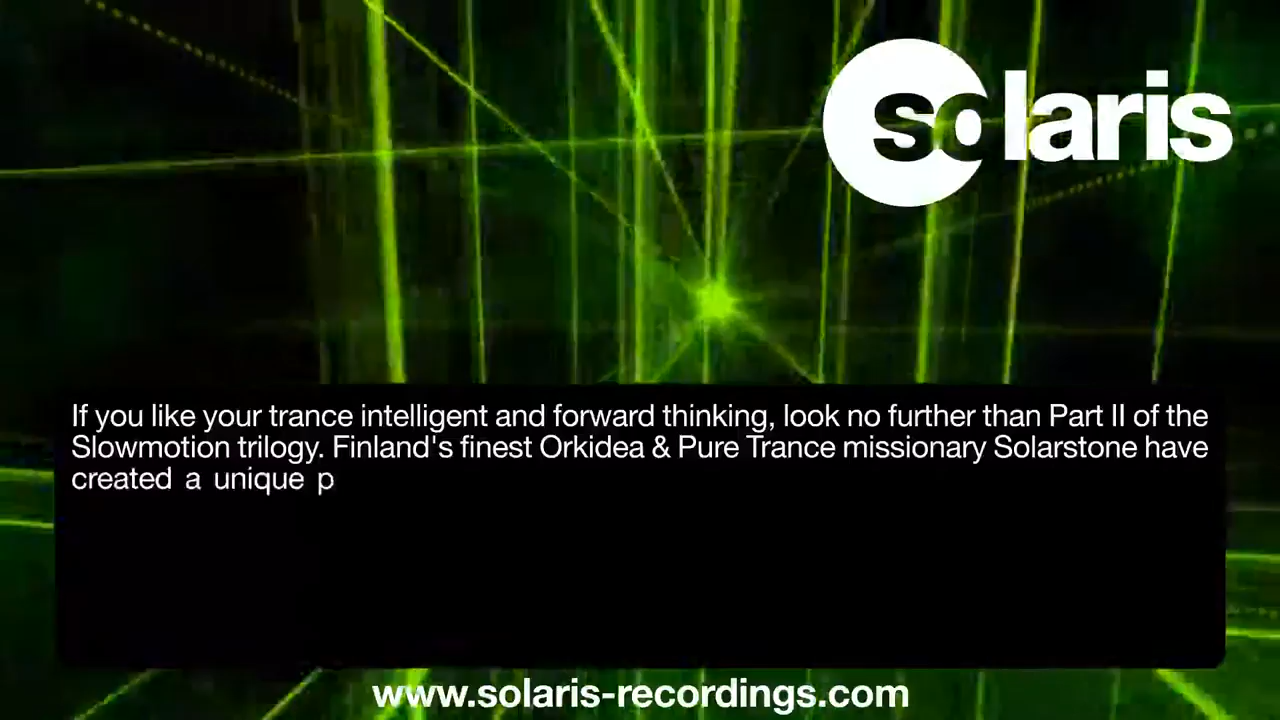 solaris
If you like your trance intelligent and forward thinking, look no further than Part II of the
Slowmotion trilogy. Finland's finest Orkidea & Pure Trance missionary Solarstone have
created a unique p
www.solaris-recordings.com